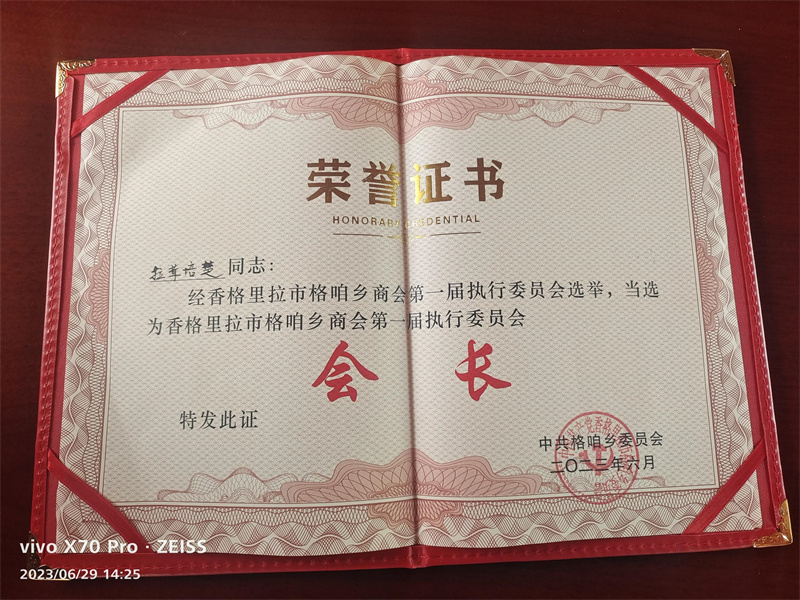 荣誉证书
HONORARY CREDENTIAL
拉茸培楚 同志：
经香格里拉市格咱乡商会第一届执行委员会选举，当选
为香格里拉市格咱乡商会第一届执行委员会
会 长
特发此证
中共格咱乡委员会
二〇二三年六月
vivo X70 Pro · ZEISS
2023/06/29 14:25